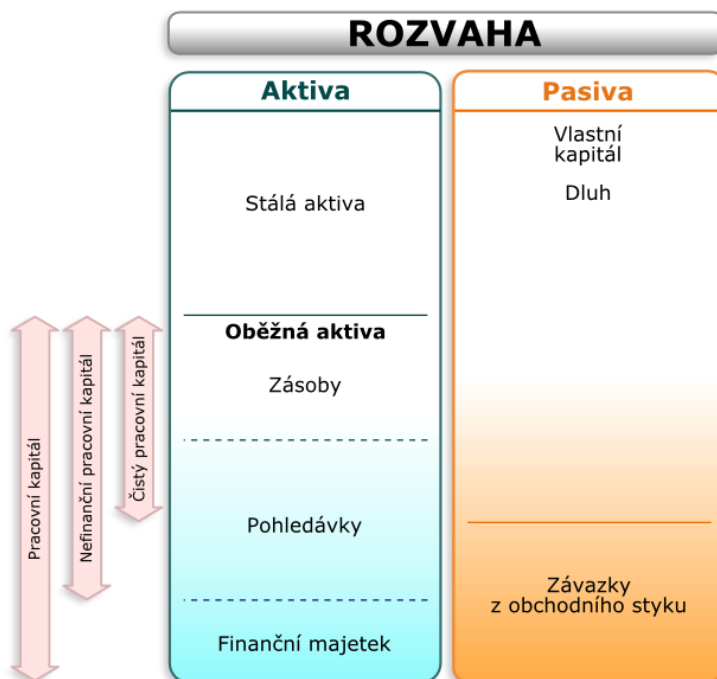 ROZVAHA
Aktiva
Pasiva
Vlastní
kapitál
Dluh
Stálá aktiva
Oběžná aktiva
Zásoby
Pohledávky
Finanční majetek
Závazky
z obchodního styku
Pracovní kapitál
Nefinanční pracovní kapitál
Čistý pracovní kapitál